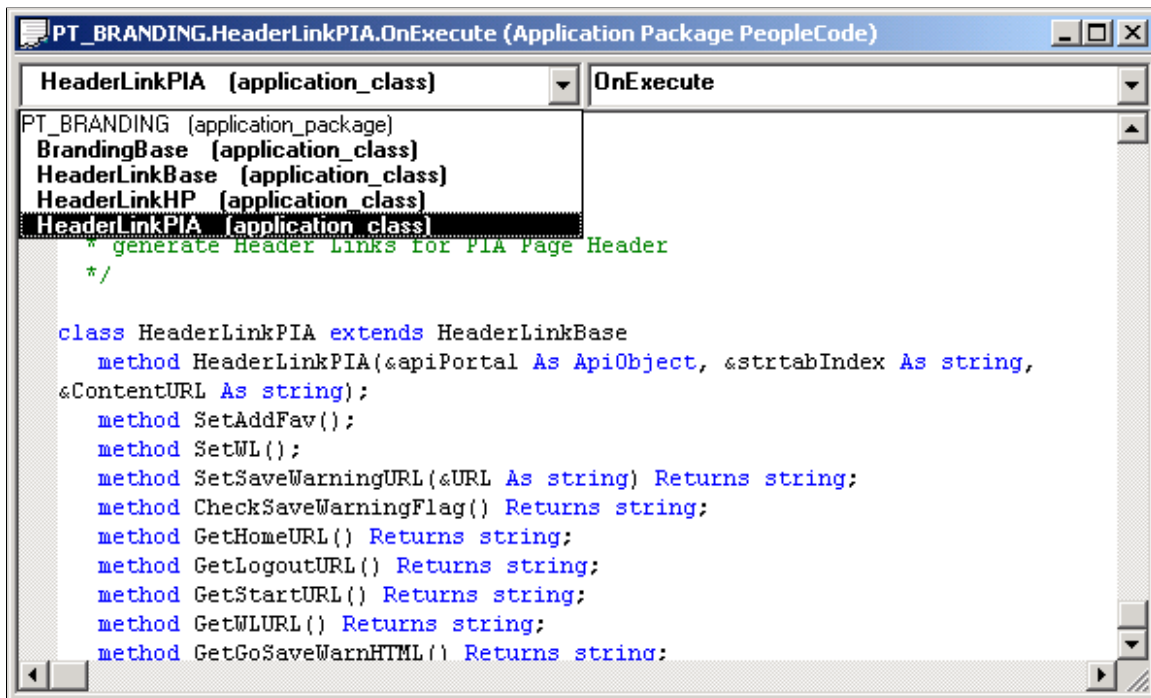 PT_BRANDING.HeaderLinkPIA.OnExecute (Application Package PeopleCode)
HeaderLinkPIA (application_class) OnExecute
PT_BRANDING (application_package)
BrandingBase (application_class)
HeaderLinkBase (application_class)
HeaderLinkHP (application_class)
HeaderLinkPIA (application_class)
* generate Header Links for PIA Page Header
*/
class HeaderLinkPIA extends HeaderLinkBase
method HeaderLinkPIA(&apiPortal As ApiObject, &strtabIndex As string,
&ContentURL As string);
method SetAddFav();
method SetWL();
method SetSaveWarningURL(&URL As string) Returns string;
method CheckSaveWarningFlag() Returns string;
method GetHomeURL() Returns string;
method GetLogoutURL() Returns string;
method GetStartURL() Returns string;
method GetWLURL() Returns string;
method GetGoSaveWarnHTML() Returns string;